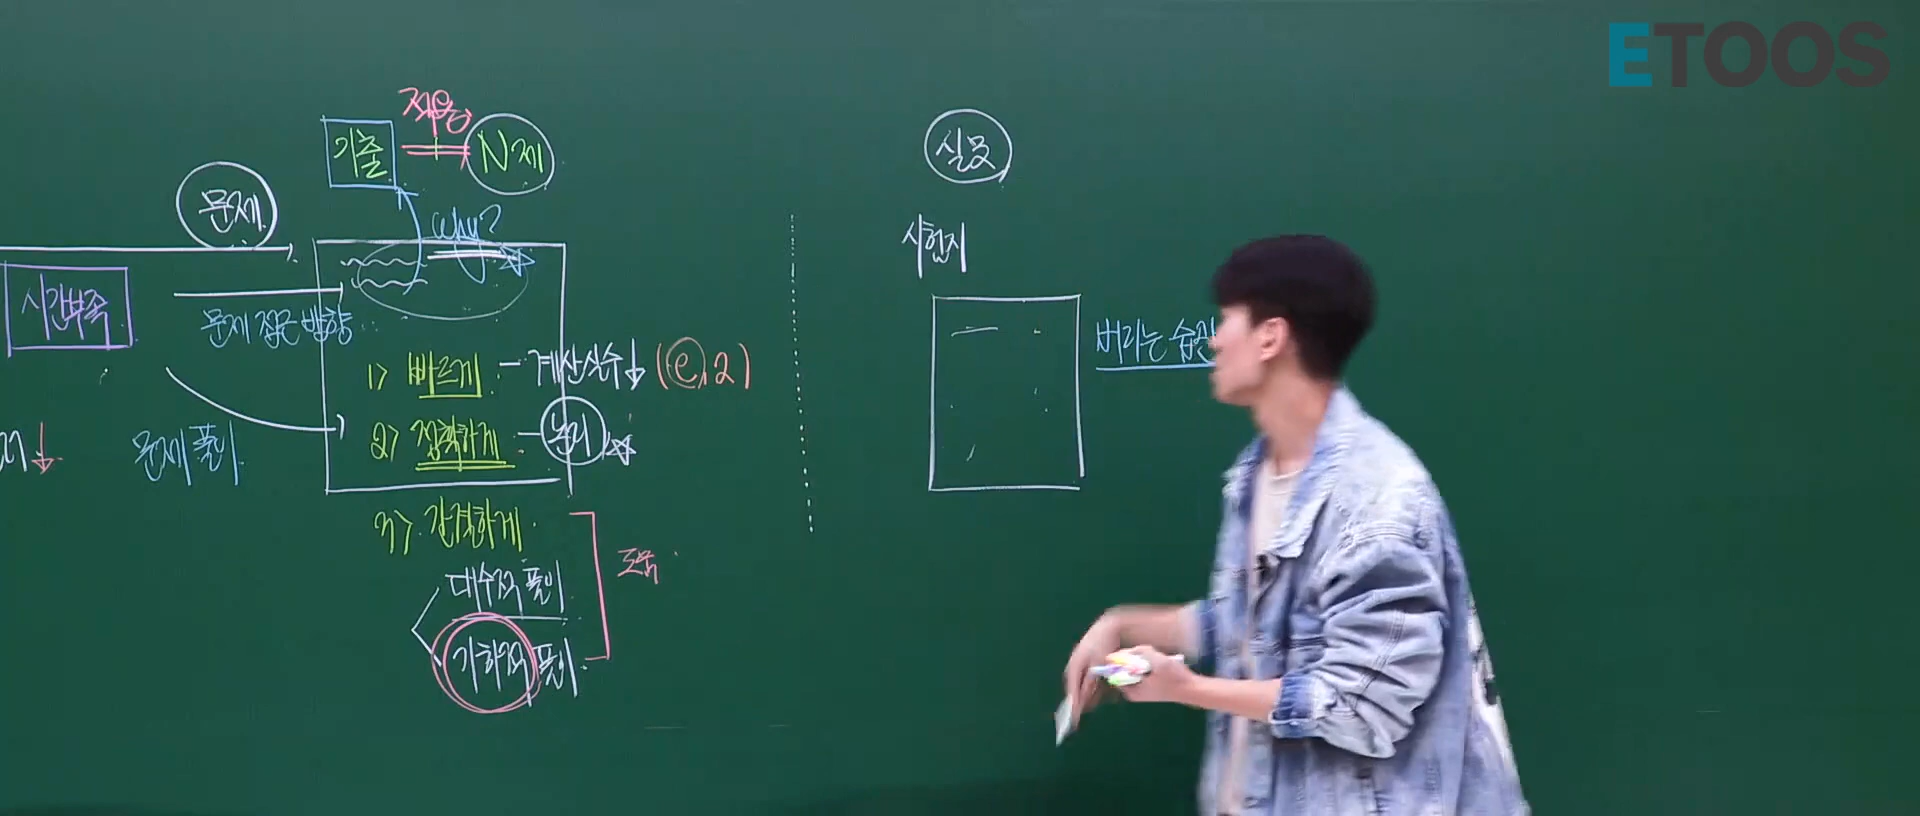 ETOOS
적용
기출
N제
실모
문제
why?
시험지
시간부족
문제 접근 방향
버리는 습관
1) 빠르게 - 계산실수↓ (e, 2)
2) 정확하게 - 논리
문제 풀이
3) 간결하게
대수적 풀이
기하적 풀이